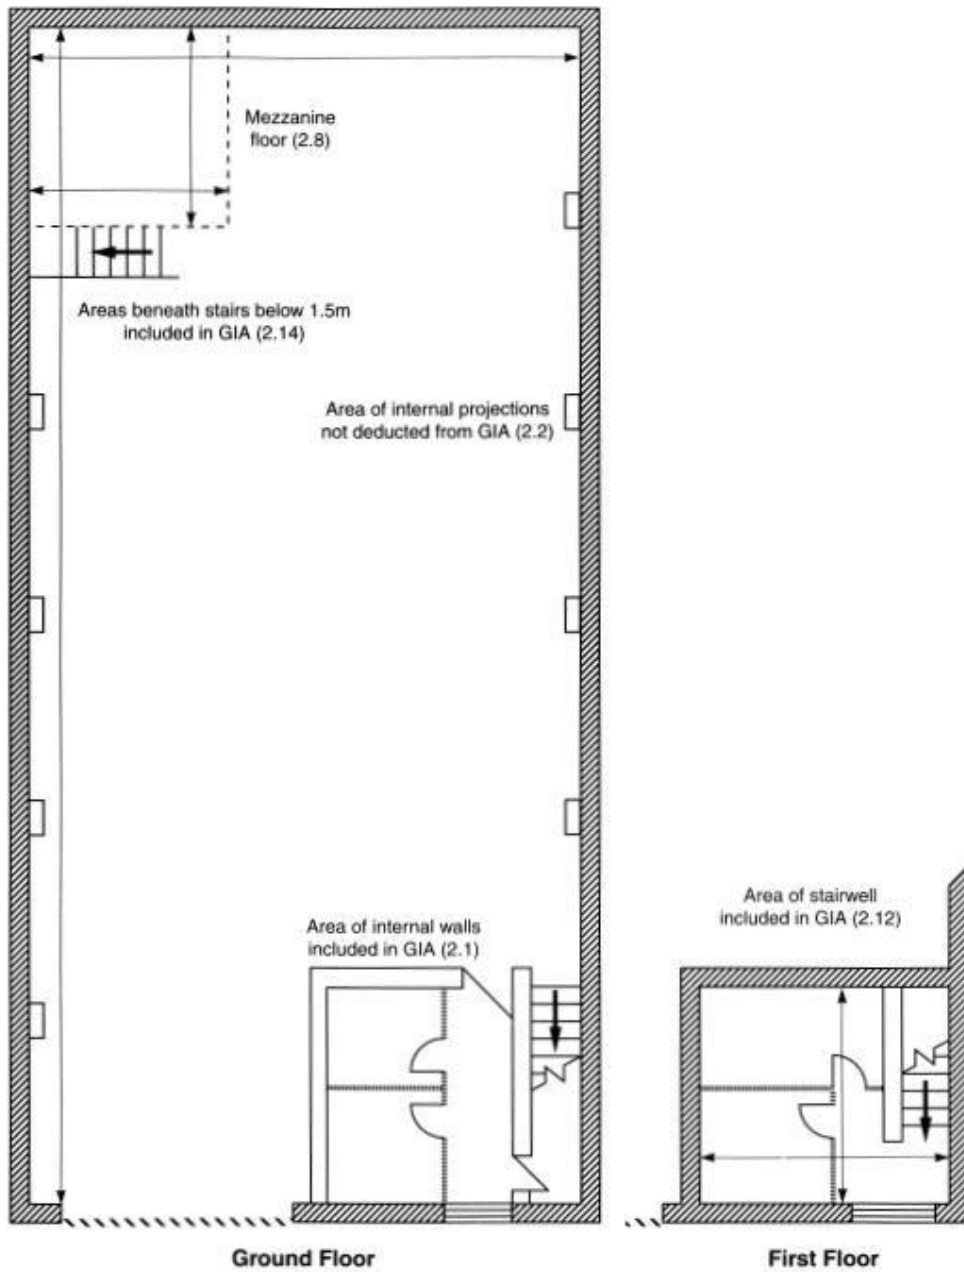 Mezzanine
floor (2.8)
Areas beneath stairs below 1.5m
included in GIA (2.14)
Area of internal projections
not deducted from GIA (2.2)
Area of internal walls
included in GIA (2.1)
Area of stairwell
included in GIA (2.12)
Ground Floor
First Floor